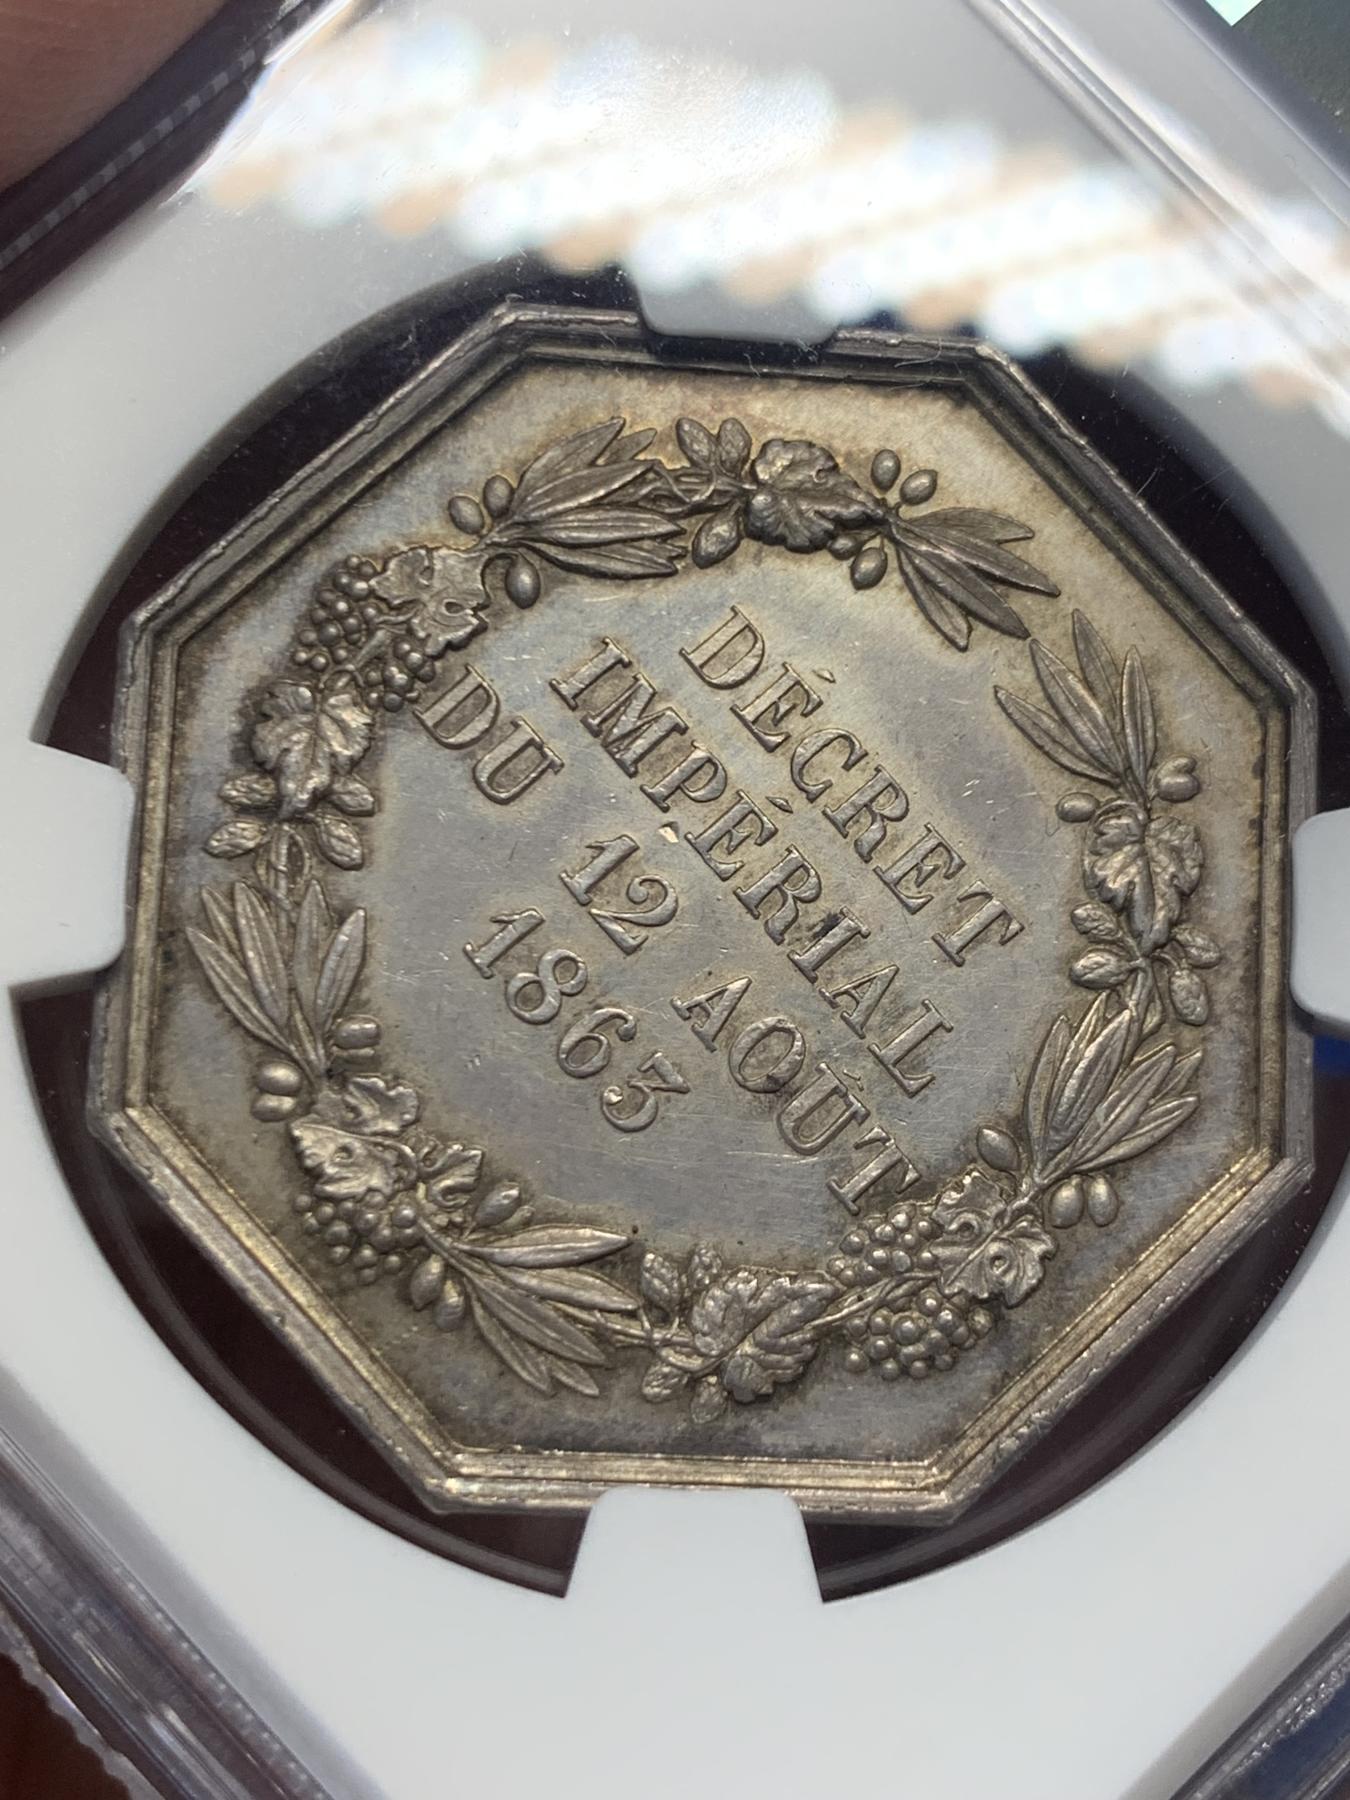 DÉCRET
IMPÉRIAL
DU 12 AOÛT
1863